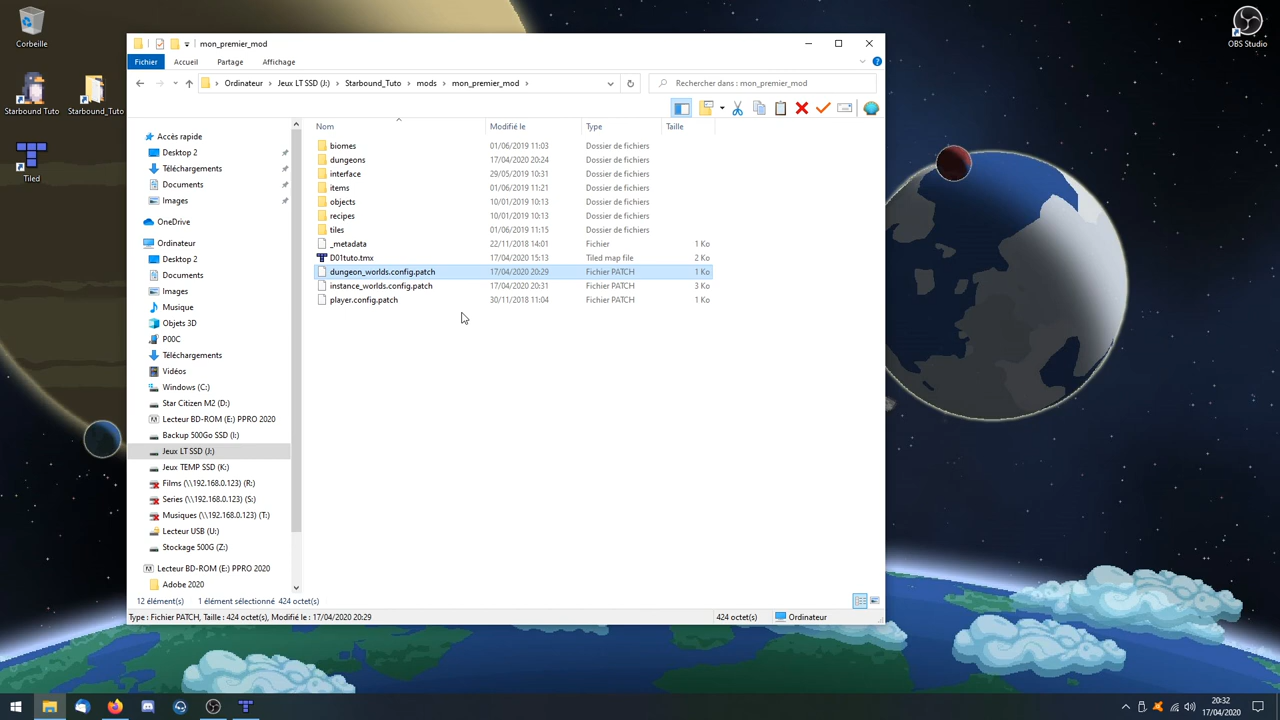 Corbeille
OBS Studio
Starbound Tuto
Starbound_Tuto
Tiled
mon_premier_mod
Fichier
Accueil
Partage
Affichage
Ordinateur
Jeux LT SSD (J:)
Starbound_Tuto
mods
mon_premier_mod
Rechercher dans : mon_premier_mod
Accès rapide
Desktop 2
Téléchargements
Documents
Images
OneDrive
Ordinateur
Desktop 2
Documents
Images
Musique
Objets 3D
P00C
Téléchargements
Vidéos
Windows (C:)
Star Citizen M2 (D:)
Lecteur BD-ROM (E:) PPRO 2020
Backup 500Go SSD (I:)
Jeux LT SSD (J:)
Jeux TEMP SSD (K:)
Films (\\192.168.0.123) (R:)
Series (\\192.168.0.123) (S:)
Musiques (\\192.168.0.123) (T:)
Lecteur USB (U:)
Stockage 500G (Z:)
Lecteur BD-ROM (E:) PPRO 2020
Adobe 2020
Nom Modifié le Type Taille
biomes 01/06/2019 11:03 Dossier de fichiers
dungeons 17/04/2020 20:24 Dossier de fichiers
interface 29/05/2019 10:31 Dossier de fichiers
items 01/06/2019 11:21 Dossier de fichiers
objects 10/01/2019 10:13 Dossier de fichiers
recipes 10/01/2019 10:13 Dossier de fichiers
tiles 01/06/2019 11:15 Dossier de fichiers
_metadata 22/11/2018 14:01 Fichier 1 Ko
D01tuto.tmx 17/04/2020 15:13 Tiled map file 2 Ko
dungeon_worlds.config.patch 17/04/2020 20:29 Fichier PATCH 1 Ko
instance_worlds.config.patch 17/04/2020 20:31 Fichier PATCH 3 Ko
player.config.patch 30/11/2018 11:04 Fichier PATCH 1 Ko
12 élément(s) 1 élément sélectionné 424 octet(s)
Type : Fichier PATCH, Taille : 424 octet(s), Modifié le : 17/04/2020 20:29
424 octet(s)
Ordinateur
20:32
17/04/2020